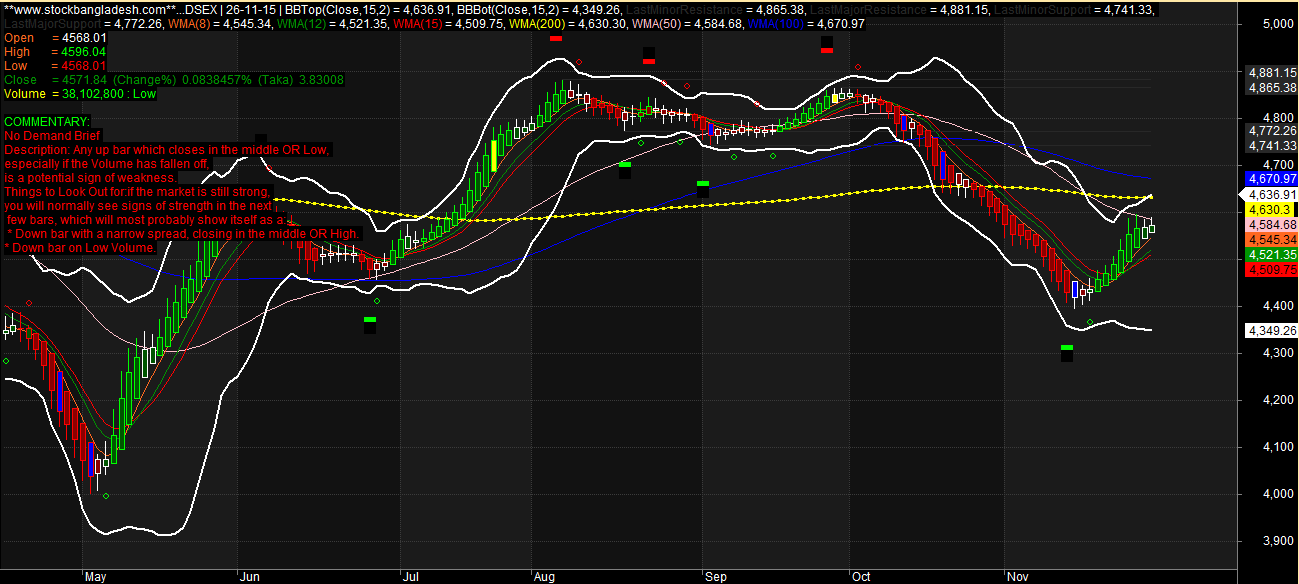 **www.stockbangladesh.com**...DSEX | 26-11-15 | BBTop(Close,15,2) = 4,636.91, BBBot(Close,15,2) = 4,349.26, LastMinorResistance = 4,865.38, LastMajorResistance = 4,881.15, LastMinorSupport = 4,741.33,
LastMajorSupport = 4,772.26, WMA(8) = 4,545.34, WMA(12) = 4,521.35, WMA(15) = 4,509.75, WMA(200) = 4,630.30, WMA(50) = 4,584.68, WMA(100) = 4,670.97
Open = 4568.01
High = 4596.04
Low = 4568.01
Close = 4571.84 (Change%) 0.0838457% (Taka) 3.83008
Volume = 38,102,800 : Low
COMMENTARY:
No Demand Brief
Description: Any up bar which closes in the middle OR Low,
especially if the Volume has fallen off,
is a potential sign of weakness.
Things to Look Out for:if the market is still strong,
you will normally see signs of strength in the next
few bars, which will most probably show itself as a:
* Down bar with a narrow spread, closing in the middle OR High.
* Down bar on Low Volume.
5,000
4,881.15
4,865.38
4,800
4,772.26
4,741.33
4,700
4,670.97
4,636.91
4,630.3
4,584.68
4,545.34
4,521.35
4,509.75
4,400
4,349.26
4,300
4,200
4,100
4,000
3,900
May Jun Jul Aug Sep Oct Nov